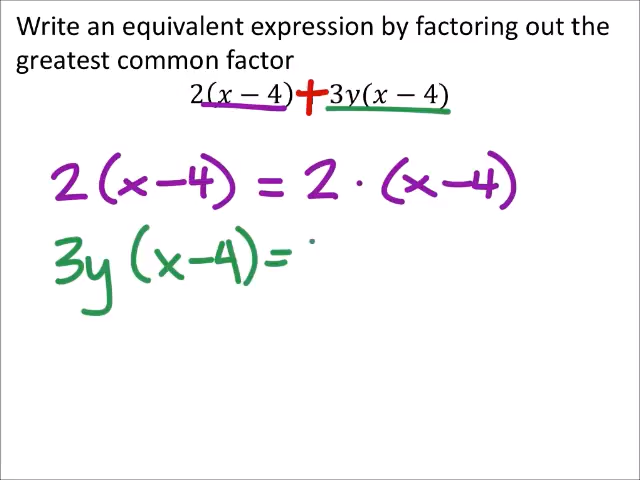 Write an equivalent expression by factoring out the
greatest common factor
2(x − 4) + 3y(x − 4)
2 (x−4) = 2 · (x−4)
3y (x−4) =